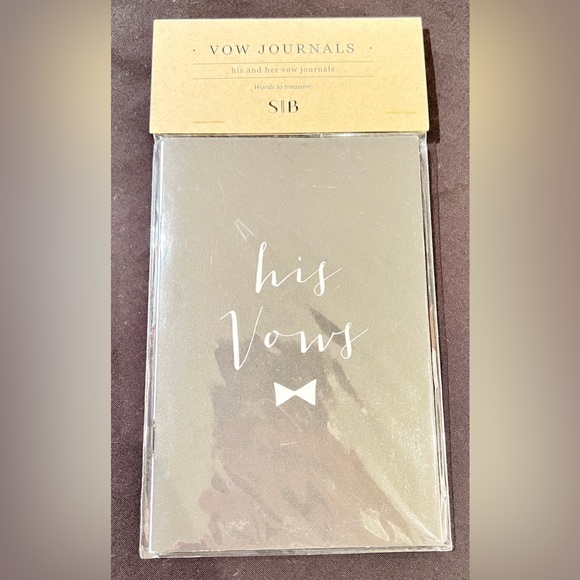 · VOW JOURNALS ·
his and her vow journals
Words to treasure.
S|B
his
Vows